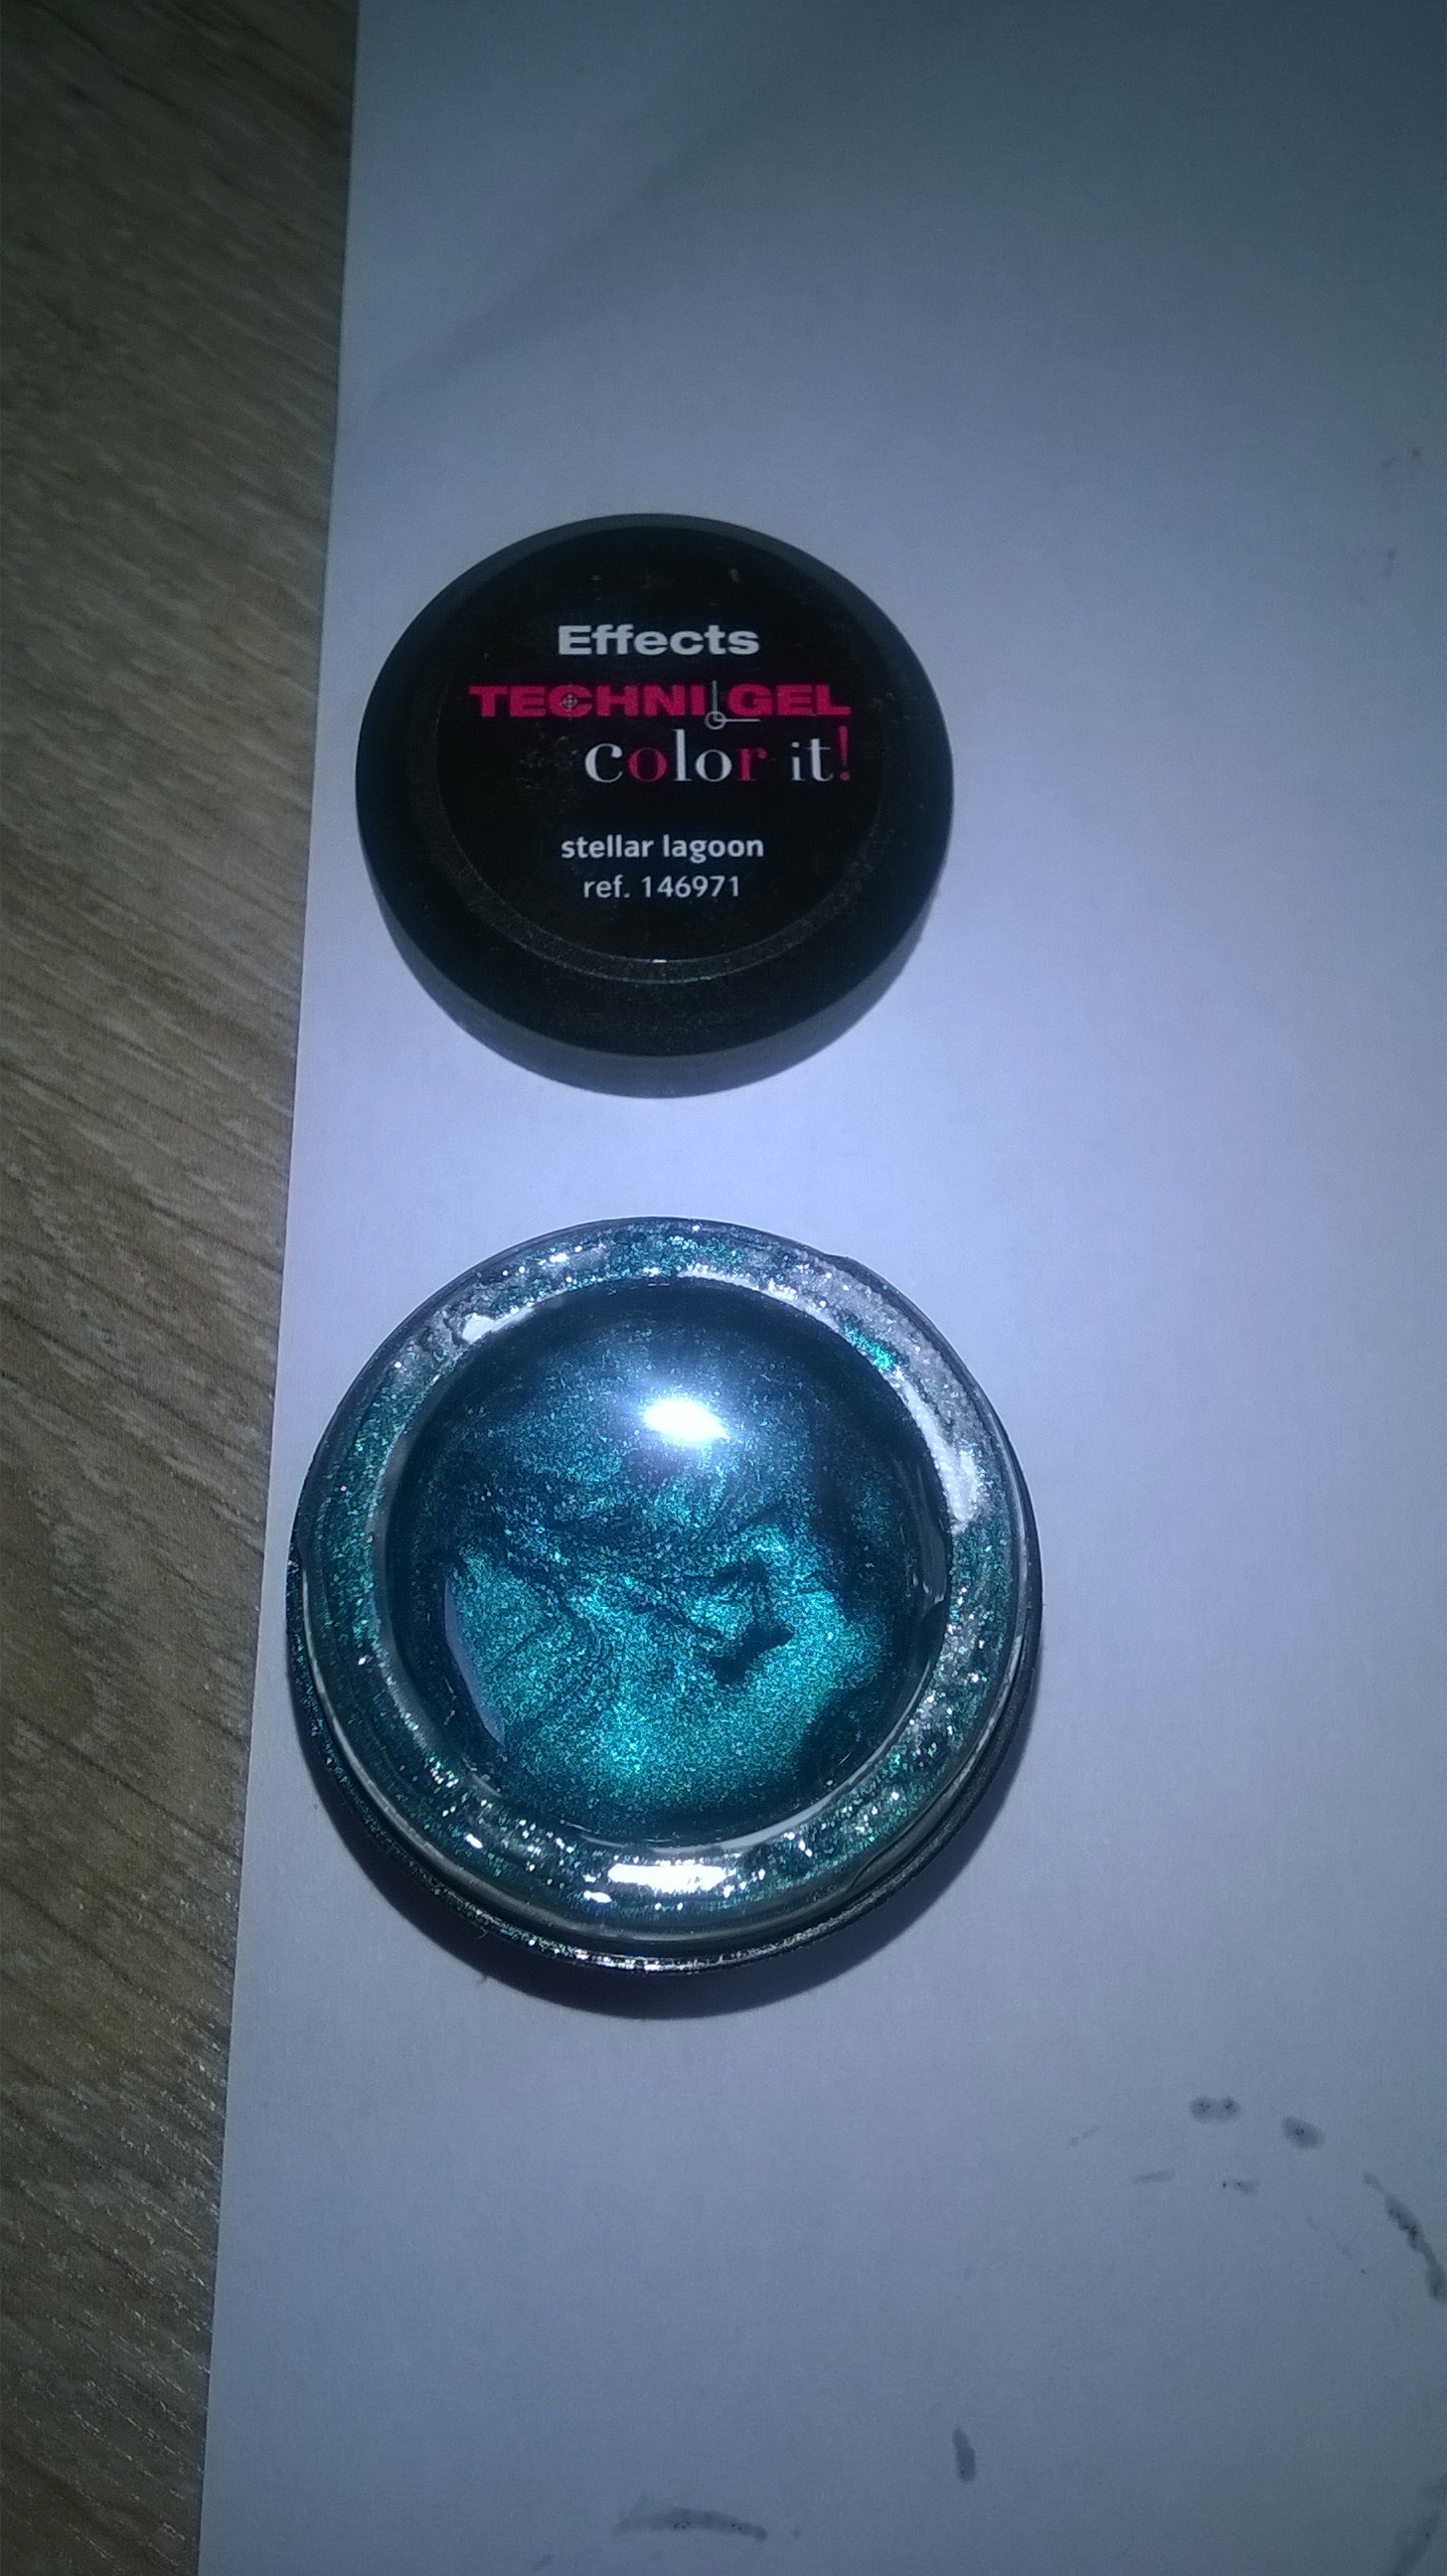 Effects
TECHNI GEL
color it!
stellar lagoon
ref. 146971